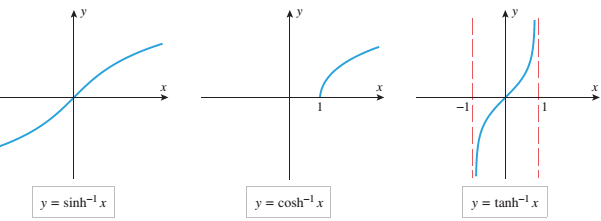 y
x
y = sinh⁻¹ x
y
x
1
y = cosh⁻¹ x
y
x
−1
1
y = tanh⁻¹ x